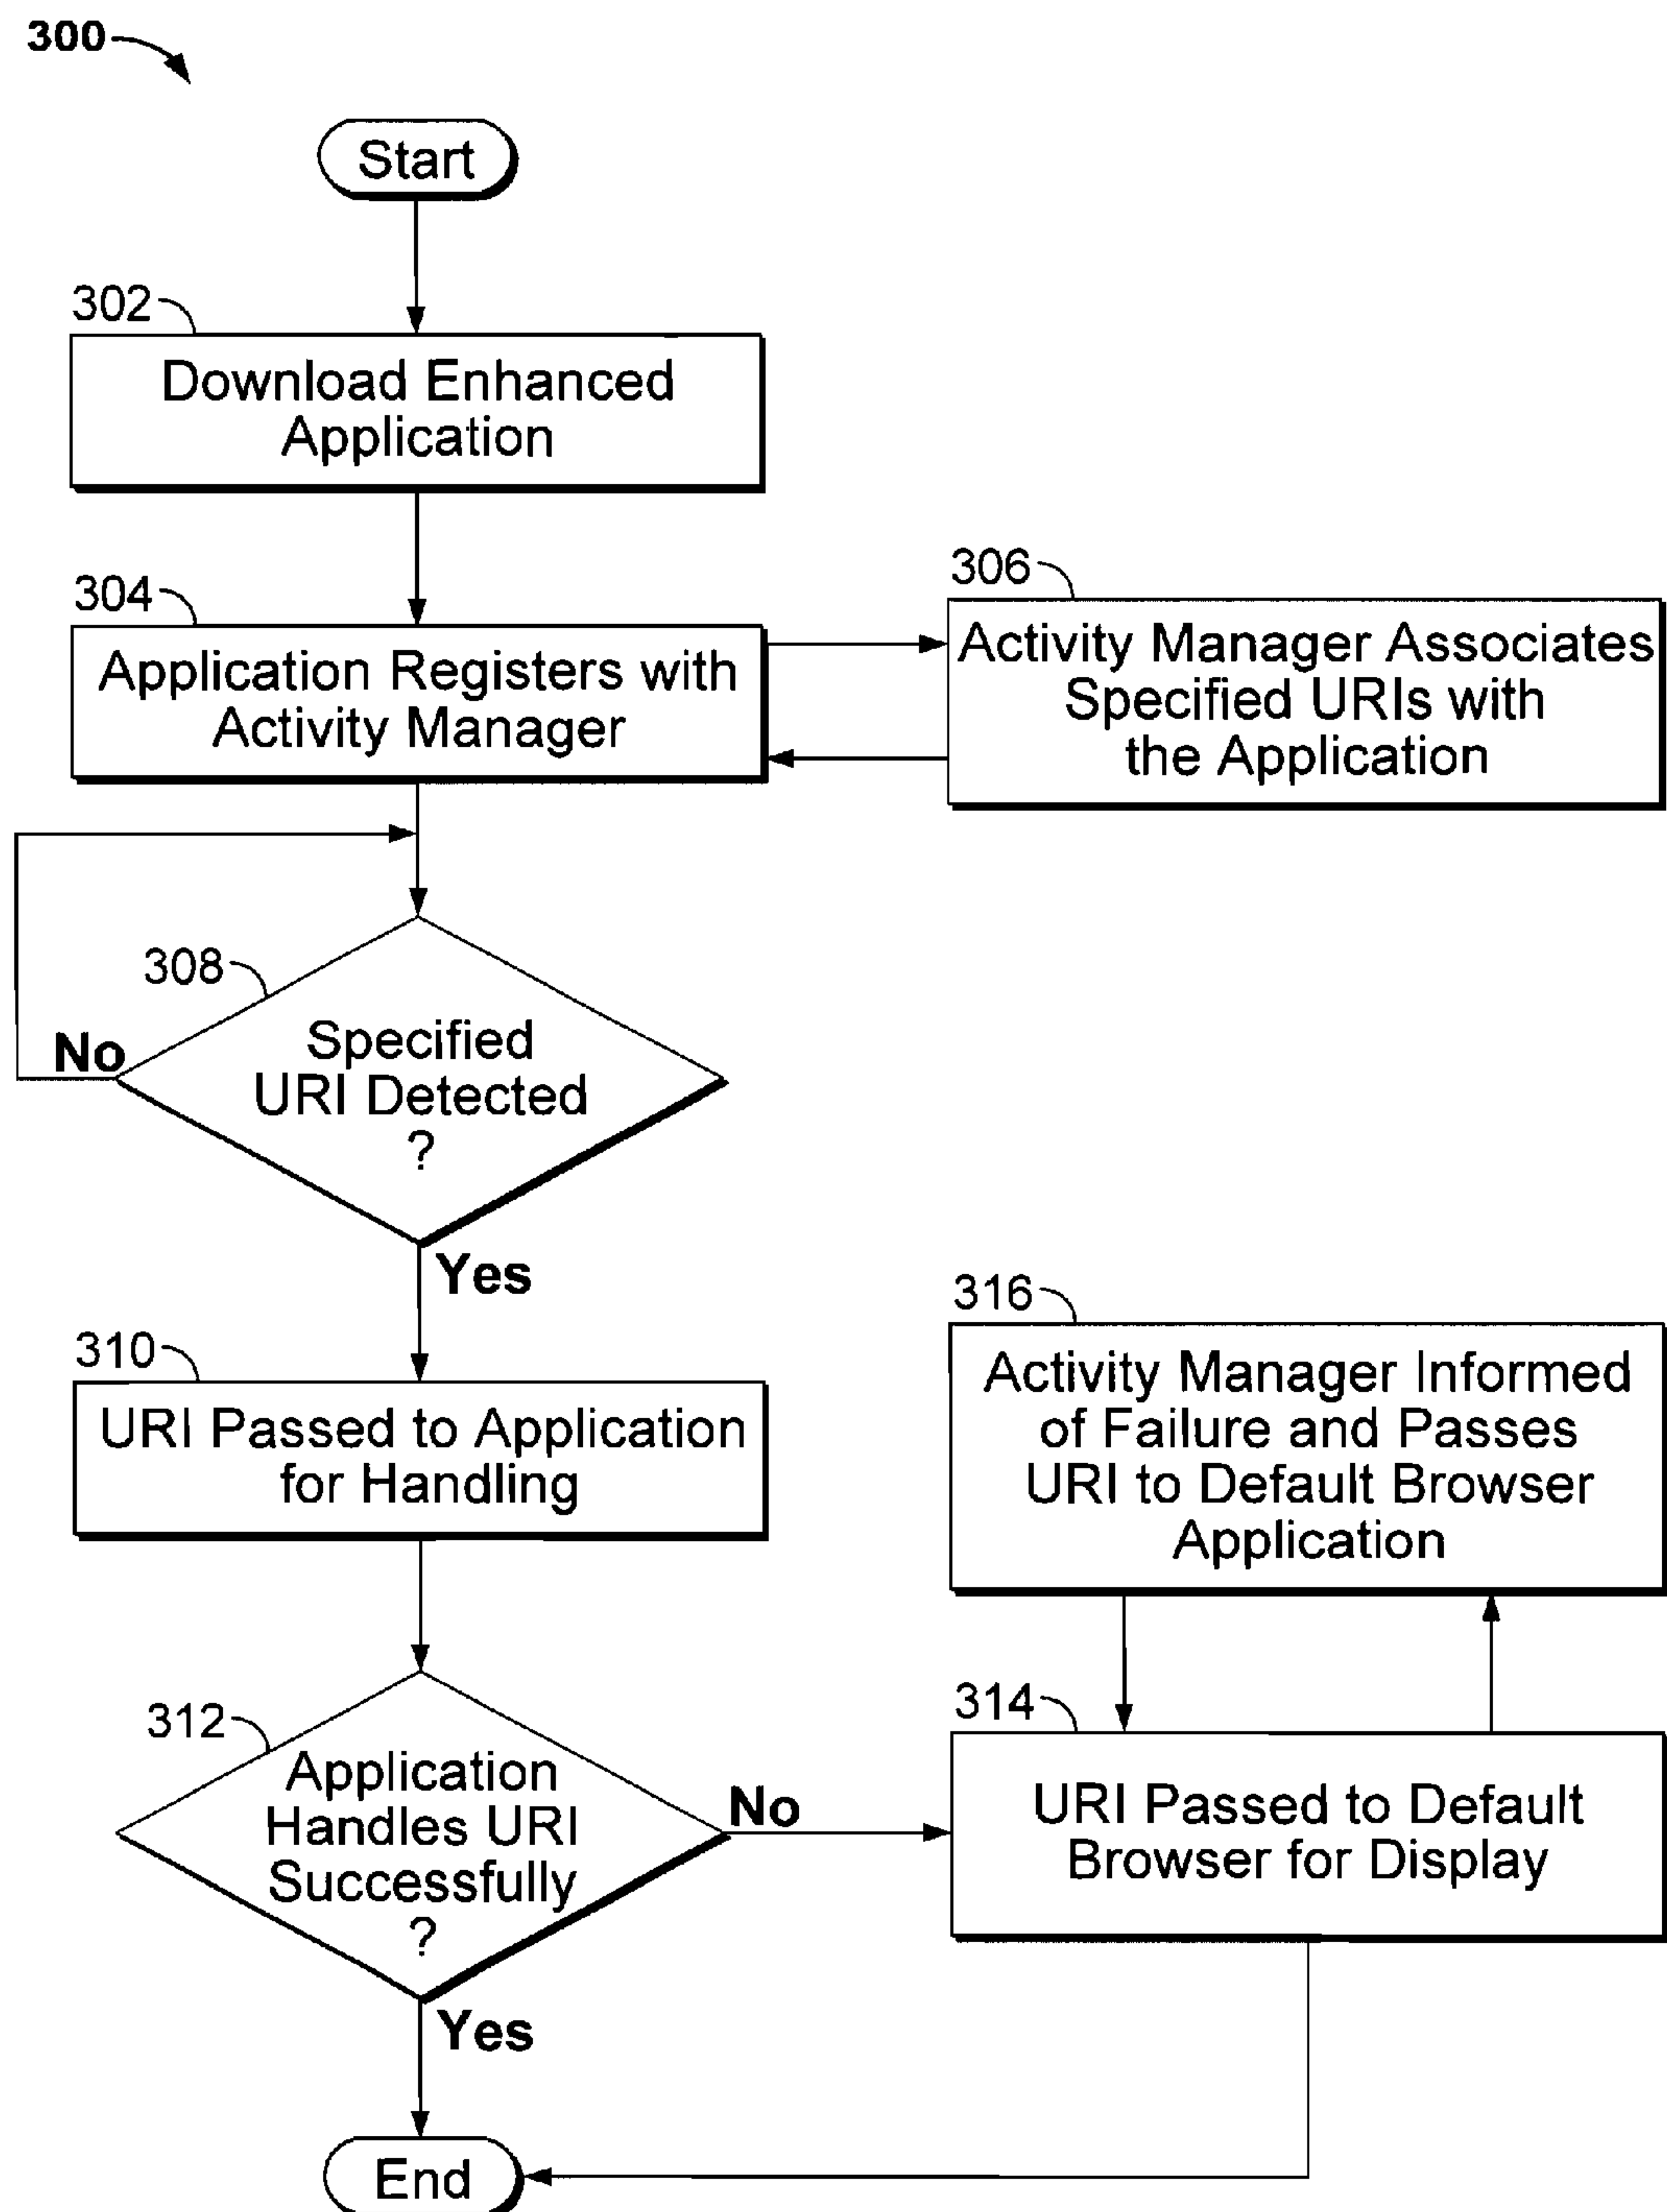 300
Start
302
Download Enhanced
Application
304
Application Registers with
Activity Manager
306
Activity Manager Associates
Specified URIs with
the Application
308
Specified
URI Detected
?
No
Yes
310
URI Passed to Application
for Handling
316
Activity Manager Informed
of Failure and Passes
URI to Default Browser
Application
312
Application
Handles URI
Successfully
?
No
314
URI Passed to Default
Browser for Display
Yes
End